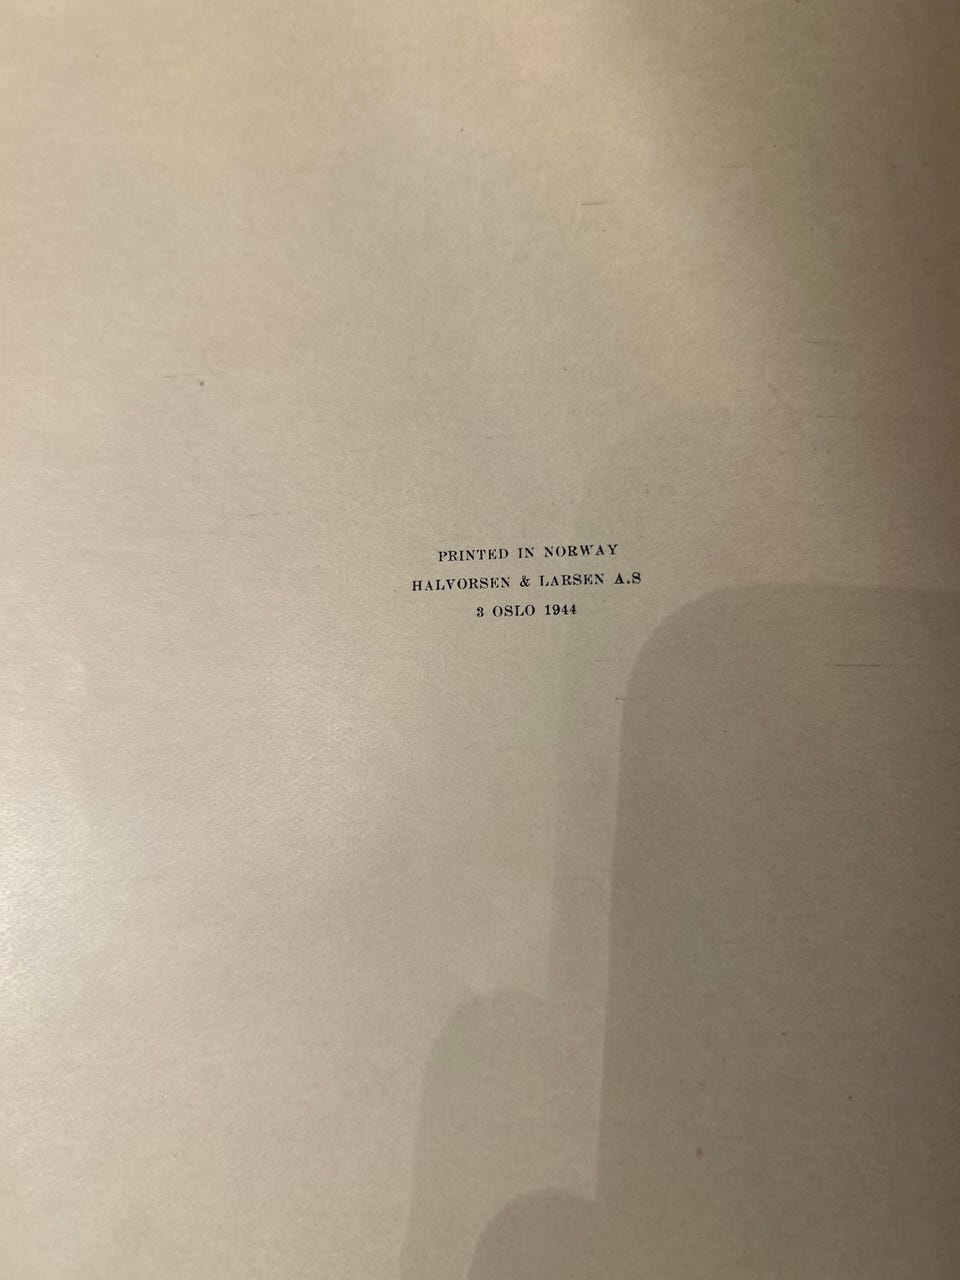 PRINTED IN NORWAY
HALVORSEN & LARSEN A.S
3 OSLO 1944